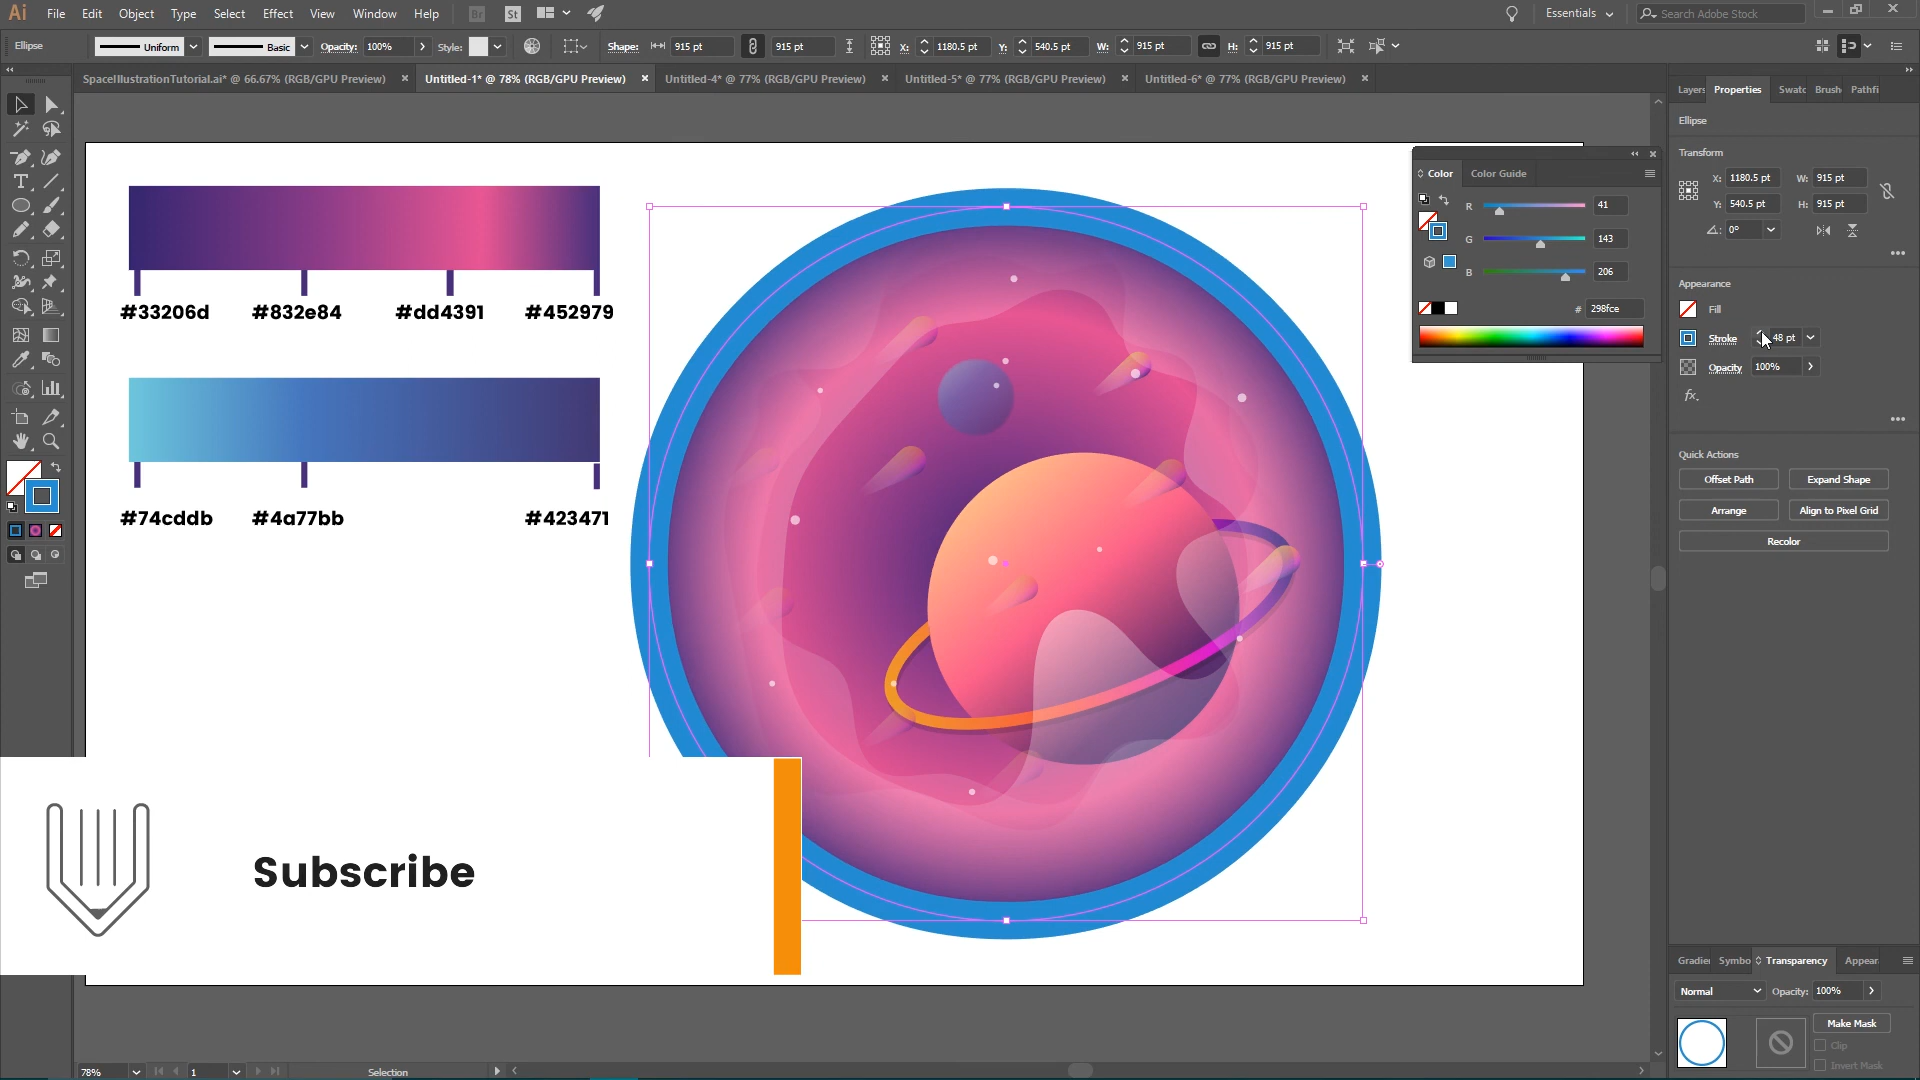 Ai File Edit Object Type Select Effect View Window Help Br St Essentials Search Adobe Stock
Ellipse Uniform Basic Opacity: 100% Style: Shape: 915 pt 915 pt X: 1180.5 pt Y: 540.5 pt W: 915 pt H: 915 pt
SpaceIllustrationTutorial.ai* @ 66.67% (RGB/GPU Preview) Untitled-1* @ 78% (RGB/GPU Preview) Untitled-4* @ 77% (RGB/GPU Preview) Untitled-5* @ 77% (RGB/GPU Preview) Untitled-6* @ 77% (RGB/GPU Preview)
Layers Properties Swatc Brush Pathfi
Ellipse
Transform
X: 1180.5 pt W: 915 pt
Y: 540.5 pt H: 915 pt
0°
Appearance
Fill
Stroke 48 pt
Opacity 100%
fx.
Quick Actions
Offset Path Expand Shape
Arrange Align to Pixel Grid
Recolor
Color Color Guide
R 41
G 143
B 206
# 298fce
#33206d #832e84 #dd4391 #452979
#74cddb #4a77bb #423471
Subscribe
Gradie Symbo Transparency Appear
Normal Opacity: 100%
Make Mask
Clip
Invert Mask
78% 1 Selection